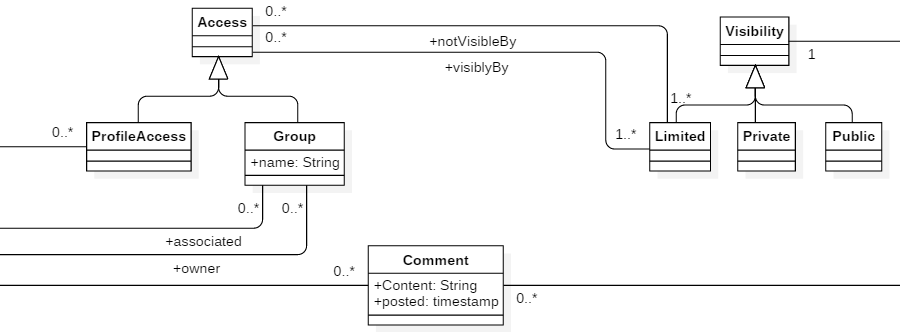 Access
0..*
0..*
+notVisibleBy
+visiblyBy
Visibility
1
1..*
0..*
ProfileAccess
Group
+name: String
1..*
Limited
Private
Public
0..*
0..*
+associated
+owner
0..*
Comment
+Content: String
+posted: timestamp
0..*